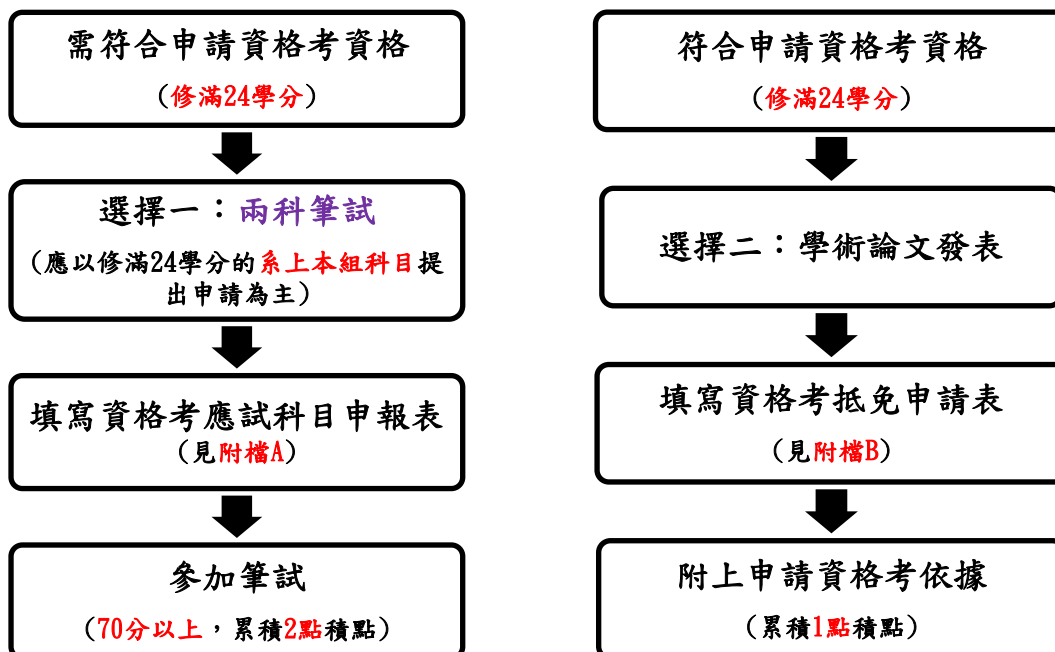 需符合申請資格考資格
(修滿24學分)
選擇一：兩科筆試
(應以修滿24學分的系上本組科目提
出申請為主)
填寫資格考應試科目申報表
(見附檔A)
參加筆試
(70分以上，累積2點積點)
符合申請資格考資格
(修滿24學分)
選擇二：學術論文發表
填寫資格考抵免申請表
(見附檔B)
附上申請資格考依據
(累積1點積點)